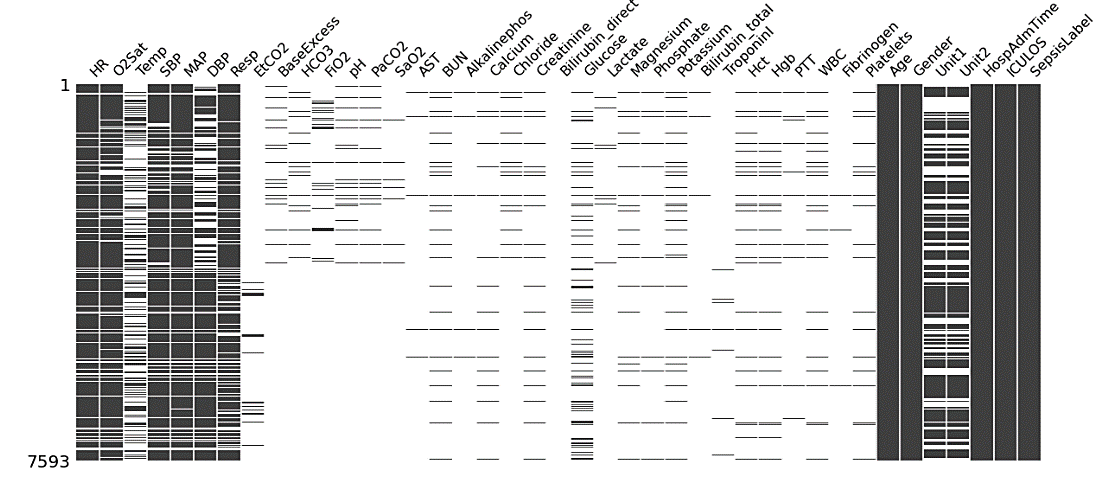 HR
O2Sat
Temp
SBP
MAP
DBP
Resp
EtCO2
BaseExcess
HCO3
FiO2
pH
PaCO2
SaO2
AST
BUN
Alkalinephos
Calcium
Chloride
Creatinine
Bilirubin_direct
Glucose
Lactate
Magnesium
Phosphate
Potassium
Bilirubin_total
TroponinI
Hct
Hgb
PTT
WBC
Fibrinogen
Platelets
Age
Gender
Unit1
Unit2
HospAdmTime
ICULOS
SepsisLabel
1
7593